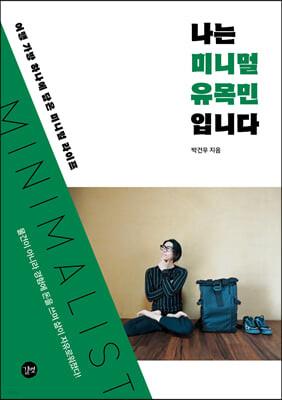 나는
미니멀
유목민
입니다
박건우 지음
여행 가방 하나에 담은 미니멀 라이프
MINIMALIST
물건이 아니라 경험에 돈을 쓰며 삶이 자유로워졌다!
길벗